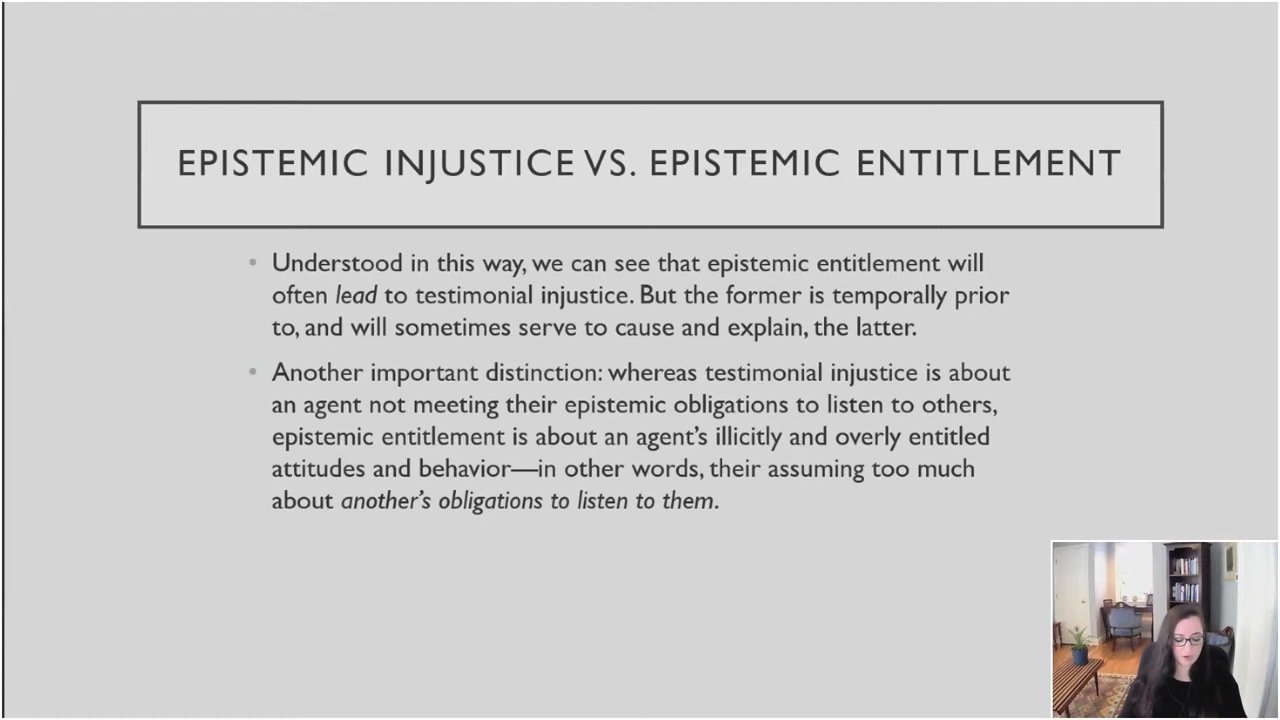 EPISTEMIC INJUSTICE VS. EPISTEMIC ENTITLEMENT
• Understood in this way, we can see that epistemic entitlement will
often lead to testimonial injustice. But the former is temporally prior
to, and will sometimes serve to cause and explain, the latter.
• Another important distinction: whereas testimonial injustice is about
an agent not meeting their epistemic obligations to listen to others,
epistemic entitlement is about an agent's illicitly and overly entitled
attitudes and behavior—in other words, their assuming too much
about another's obligations to listen to them.